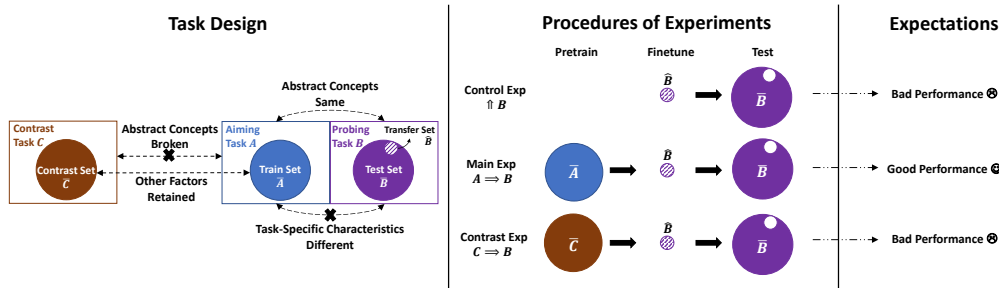 Task Design
Abstract Concepts
Same
Contrast
Task C
Abstract Concepts
Broken
Aiming
Task A
Probing
Task B
Transfer Set
B̂
Contrast Set
C̅
Train Set
A̅
Test Set
B̅
Other Factors
Retained
Task-Specific Characteristics
Different
Procedures of Experiments
Pretrain
Finetune
Test
Control Exp
⇑ B
B̂
B̅
Main Exp
A ⟹ B
A̅
B̂
B̅
Contrast Exp
C ⟹ B
C̅
B̂
B̅
Expectations
Bad Performance ☹
Good Performance ☺
Bad Performance ☹